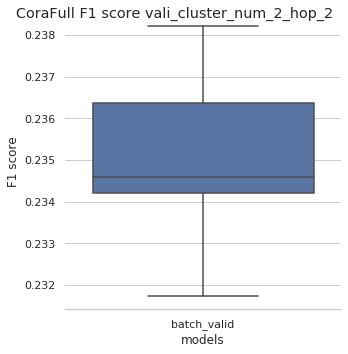 CoraFull F1 score vali_cluster_num_2_hop_2
0.238
0.237
0.236
0.235
0.234
0.233
0.232
F1 score
batch_valid
models